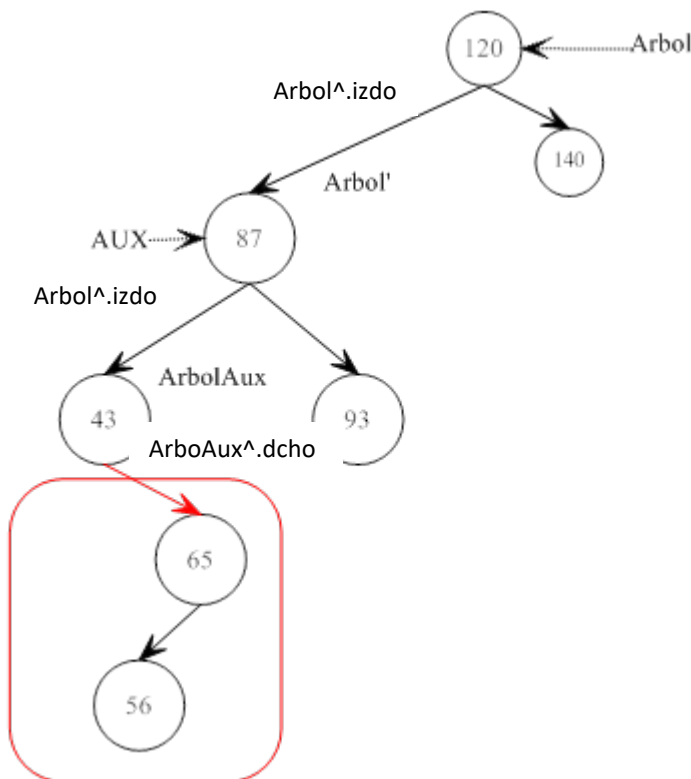 120
Arbol
Arbol^.izdo
140
Arbol'
AUX
87
Arbol^.izdo
ArbolAux
43
93
ArboAux^.dcho
65
56